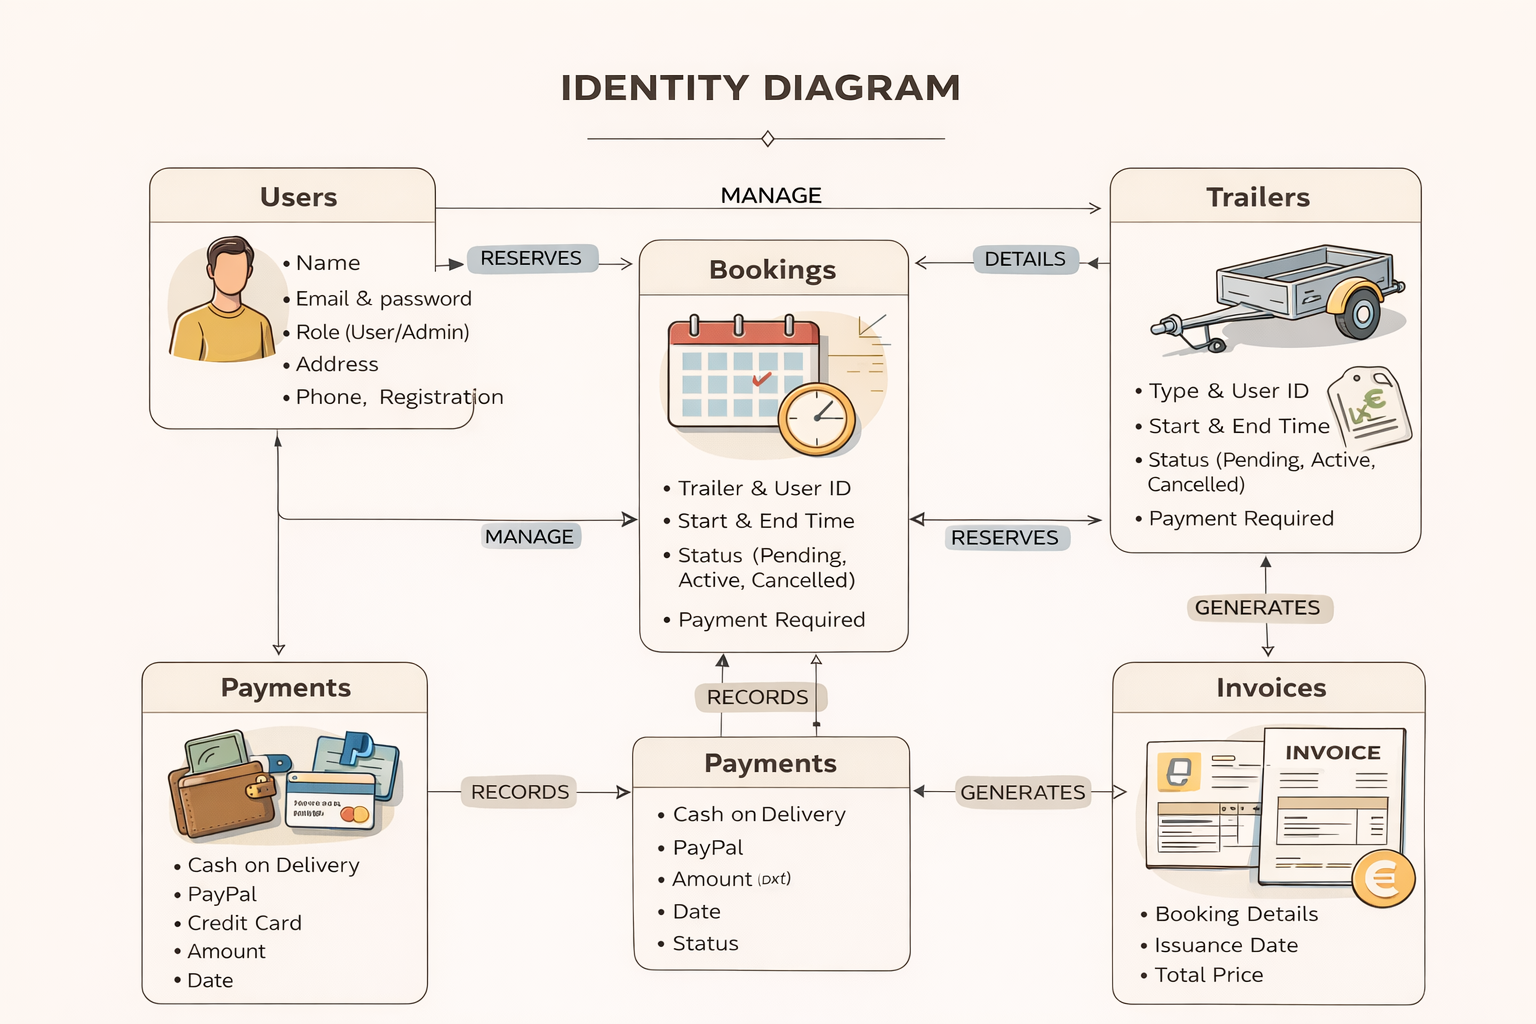 IDENTITY DIAGRAM
MANAGE
Users
• Name
• Email & password
• Role (User/Admin)
• Address
• Phone, Registration
RESERVES
Bookings
• Trailer & User ID
• Start & End Time
• Status (Pending,
Active, Cancelled)
• Payment Required
DETAILS
Trailers
• Type & User ID
• Start & End Time
• Status (Pending, Active,
Cancelled)
• Payment Required
MANAGE
RESERVES
GENERATES
RECORDS
Payments
• Cash on Delivery
• PayPal
• Credit Card
• Amount
• Date
RECORDS
Payments
• Cash on Delivery
• PayPal
• Amount (Dxt)
• Date
• Status
GENERATES
Invoices
INVOICE
• Booking Details
• Issuance Date
• Total Price